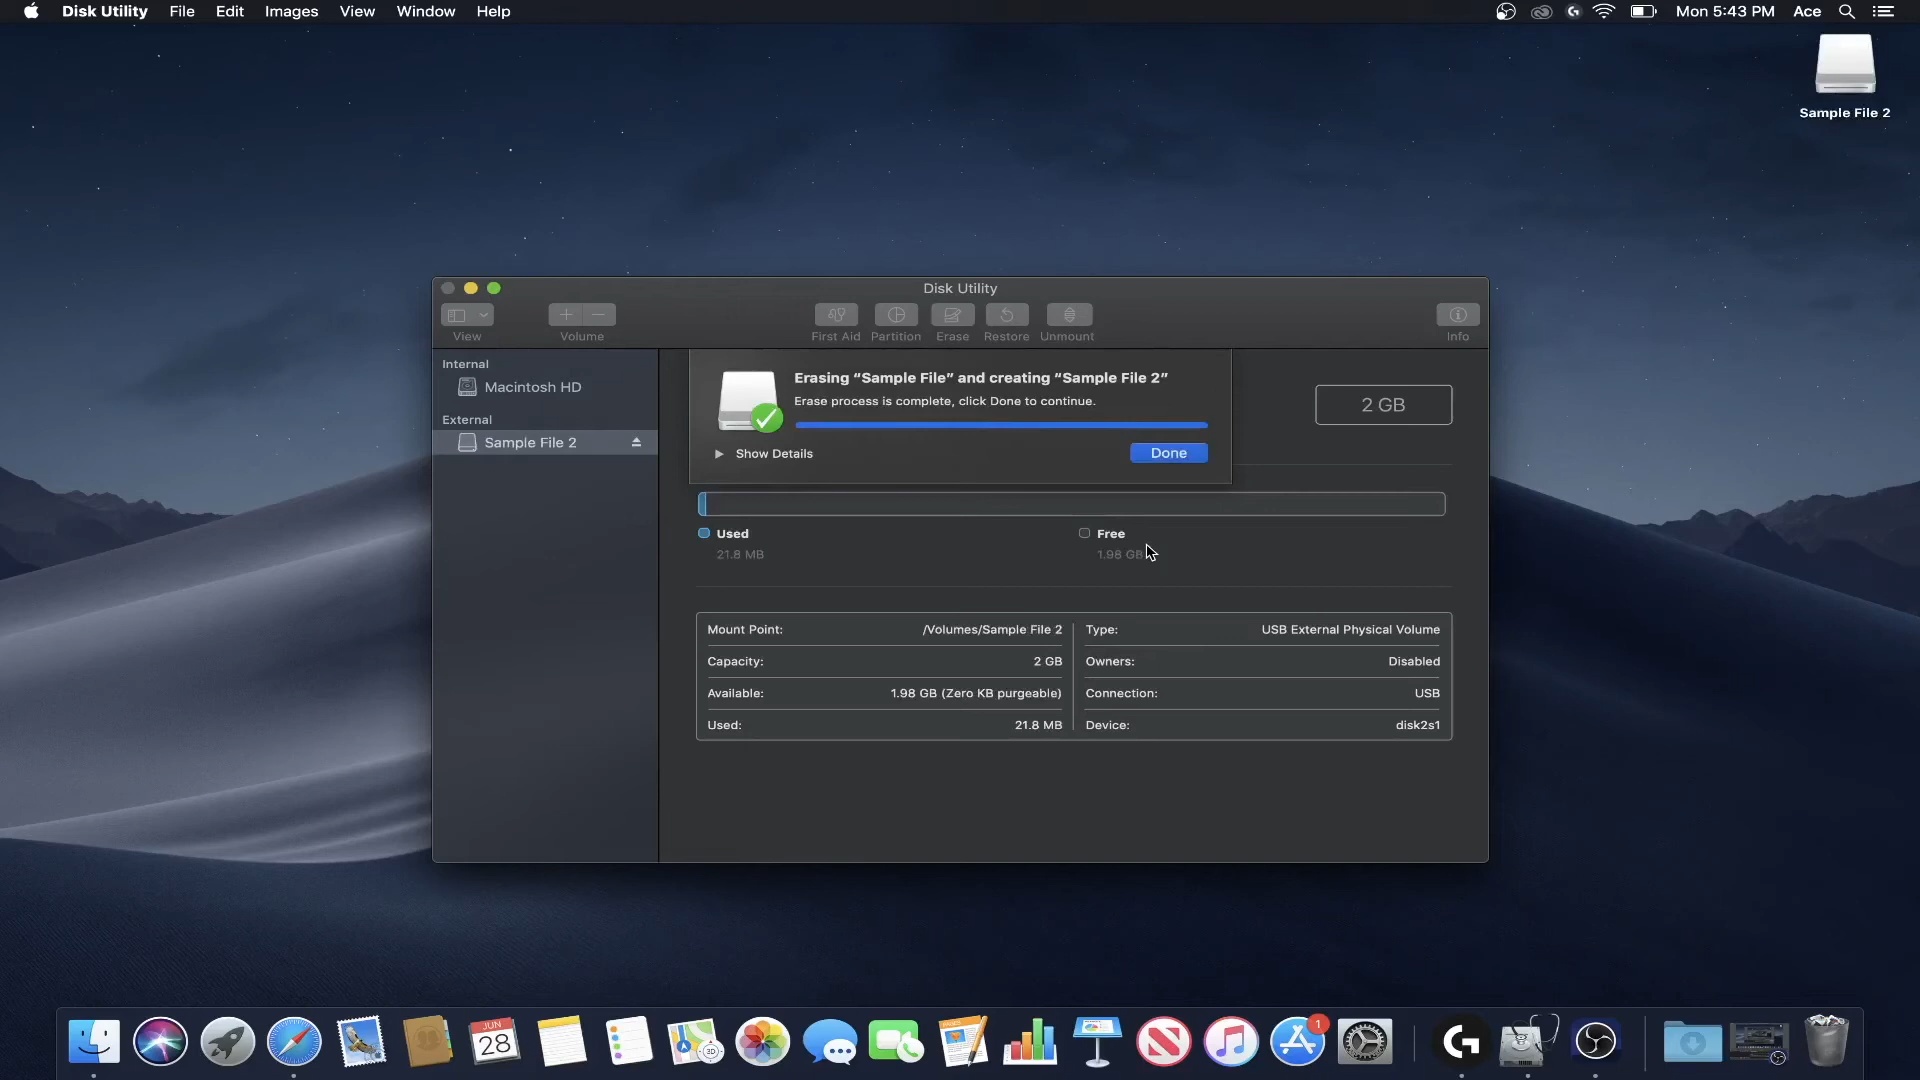 Disk Utility File Edit Images View Window Help
Mon 5:43 PM Ace
Sample File 2
Disk Utility
View
Volume
First Aid
Partition
Erase
Restore
Unmount
Info
Internal
Macintosh HD
External
Sample File 2
Erasing “Sample File” and creating “Sample File 2”
Erase process is complete, click Done to continue.
Show Details
Done
2 GB
Used
21.8 MB
Free
1.98 GB
Mount Point: /Volumes/Sample File 2
Capacity: 2 GB
Available: 1.98 GB (Zero KB purgeable)
Used: 21.8 MB
Type: USB External Physical Volume
Owners: Disabled
Connection: USB
Device: disk2s1
JUN
28
PAGES
3D
1